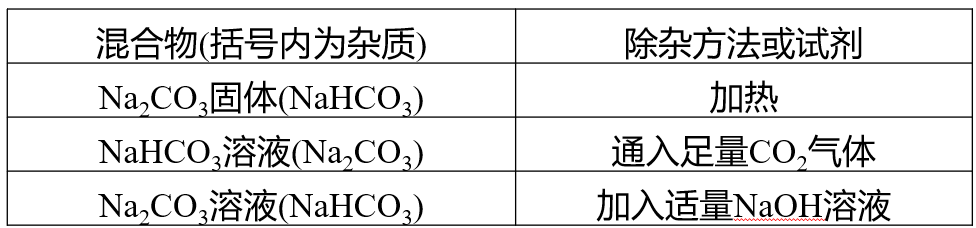 混合物(括号内为杂质) 除杂方法或试剂
Na₂CO₃固体(NaHCO₃) 加热
NaHCO₃溶液(Na₂CO₃) 通入足量CO₂气体
Na₂CO₃溶液(NaHCO₃) 加入适量NaOH溶液